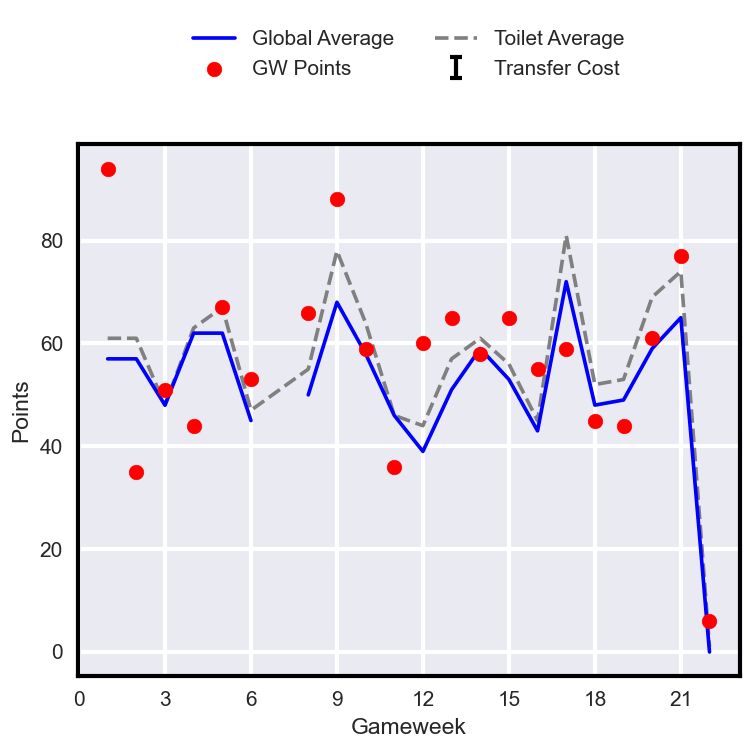 Global Average
Toilet Average
GW Points
Transfer Cost
80
60
40
20
0
Points
0 3 6 9 12 15 18 21
Gameweek